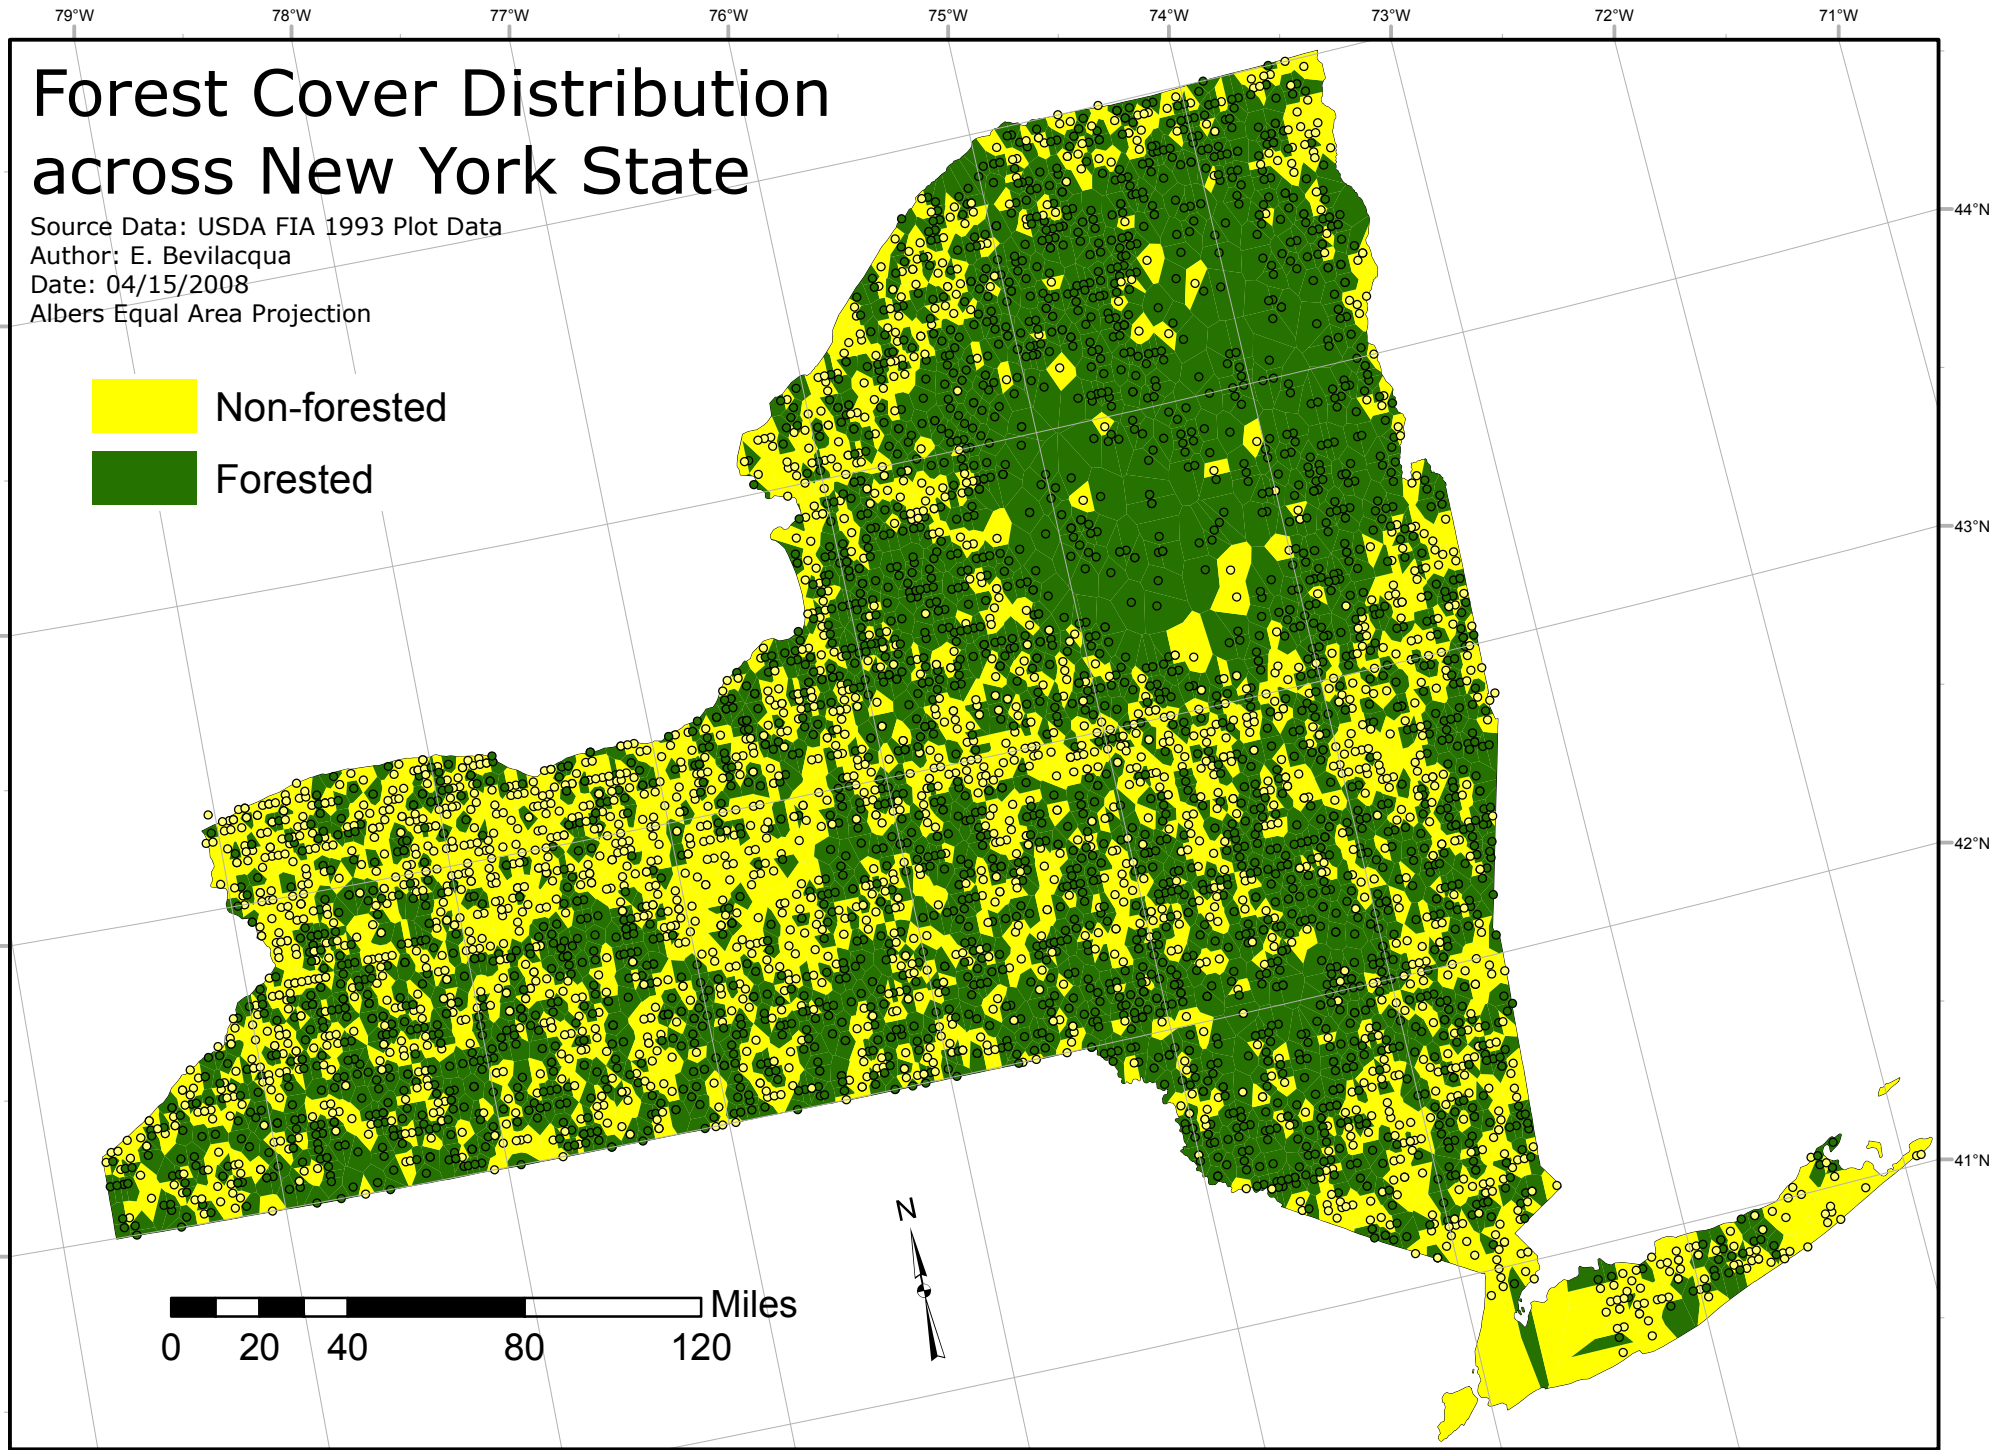 79°W 78°W 77°W 76°W 75°W 74°W 73°W 72°W 71°W
Forest Cover Distribution
across New York State
Source Data: USDA FIA 1993 Plot Data
Author: E. Bevilacqua
Date: 04/15/2008
Albers Equal Area Projection
Non-forested
Forested
44°N
43°N
42°N
41°N
N
Miles
0 20 40 80 120